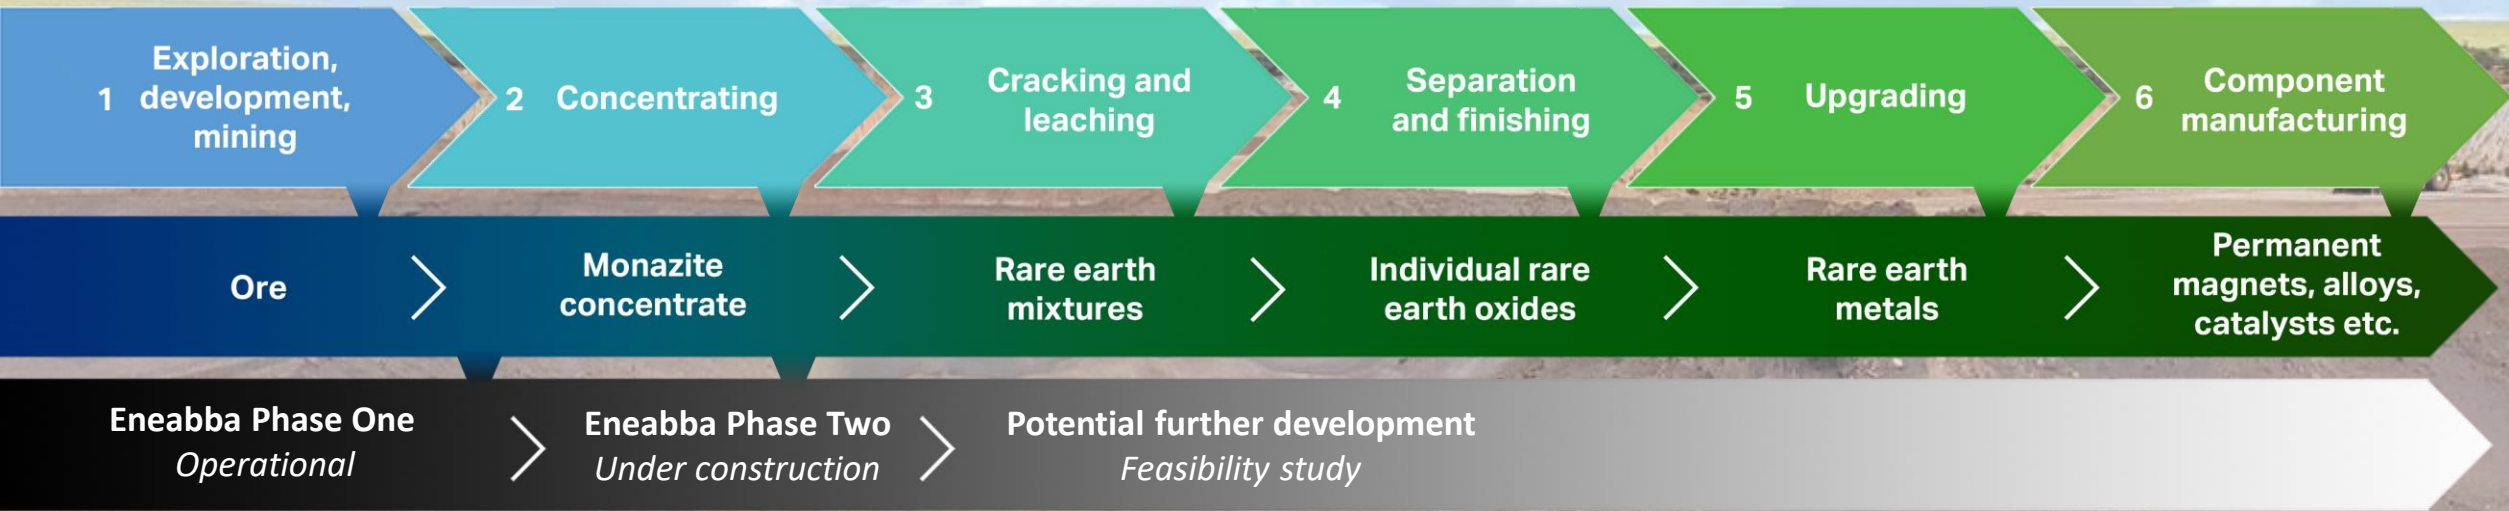 1
Exploration,
development,
mining
2 Concentrating
3
Cracking and
leaching
4
Separation
and finishing
5 Upgrading
6
Component
manufacturing
Ore
Monazite
concentrate
Rare earth
mixtures
Individual rare
earth oxides
Rare earth
metals
Permanent
magnets, alloys,
catalysts etc.
Eneabba Phase One
Operational
Eneabba Phase Two
Under construction
Potential further development
Feasibility study